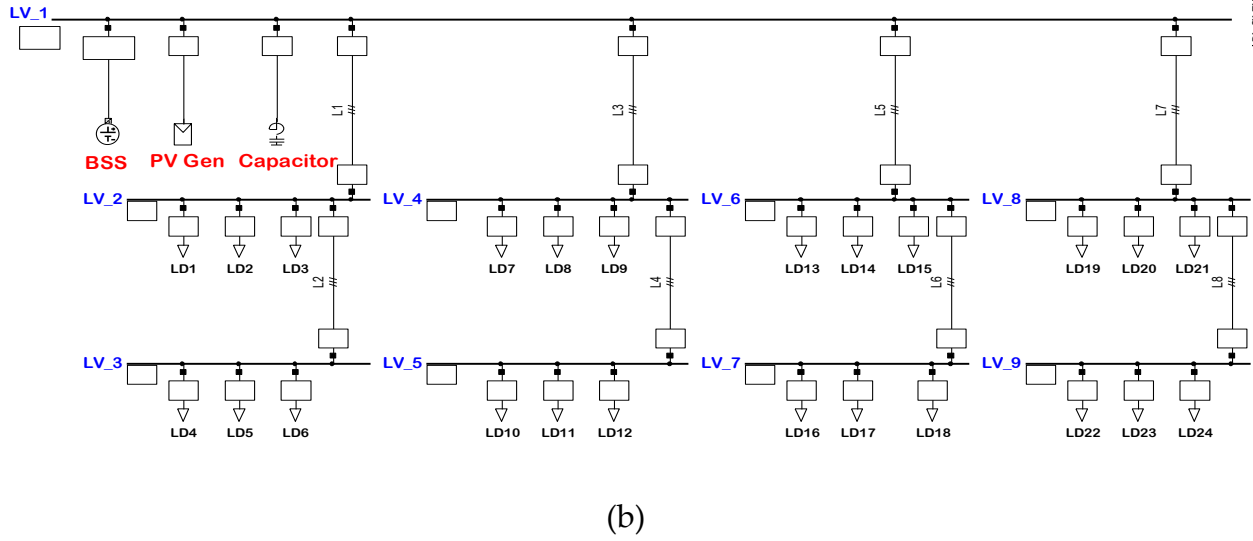 LV_1
L1
L3
L5
L7
BSS PV Gen Capacitor
LV_2 LV_4 LV_6 LV_8
LD1 LD2 LD3 LD7 LD8 LD9 LD13 LD14 LD15 LD19 LD20 LD21
L2 L4 L6 L8
LV_3 LV_5 LV_7 LV_9
LD4 LD5 LD6 LD10 LD11 LD12 LD16 LD17 LD18 LD22 LD23 LD24
(b)